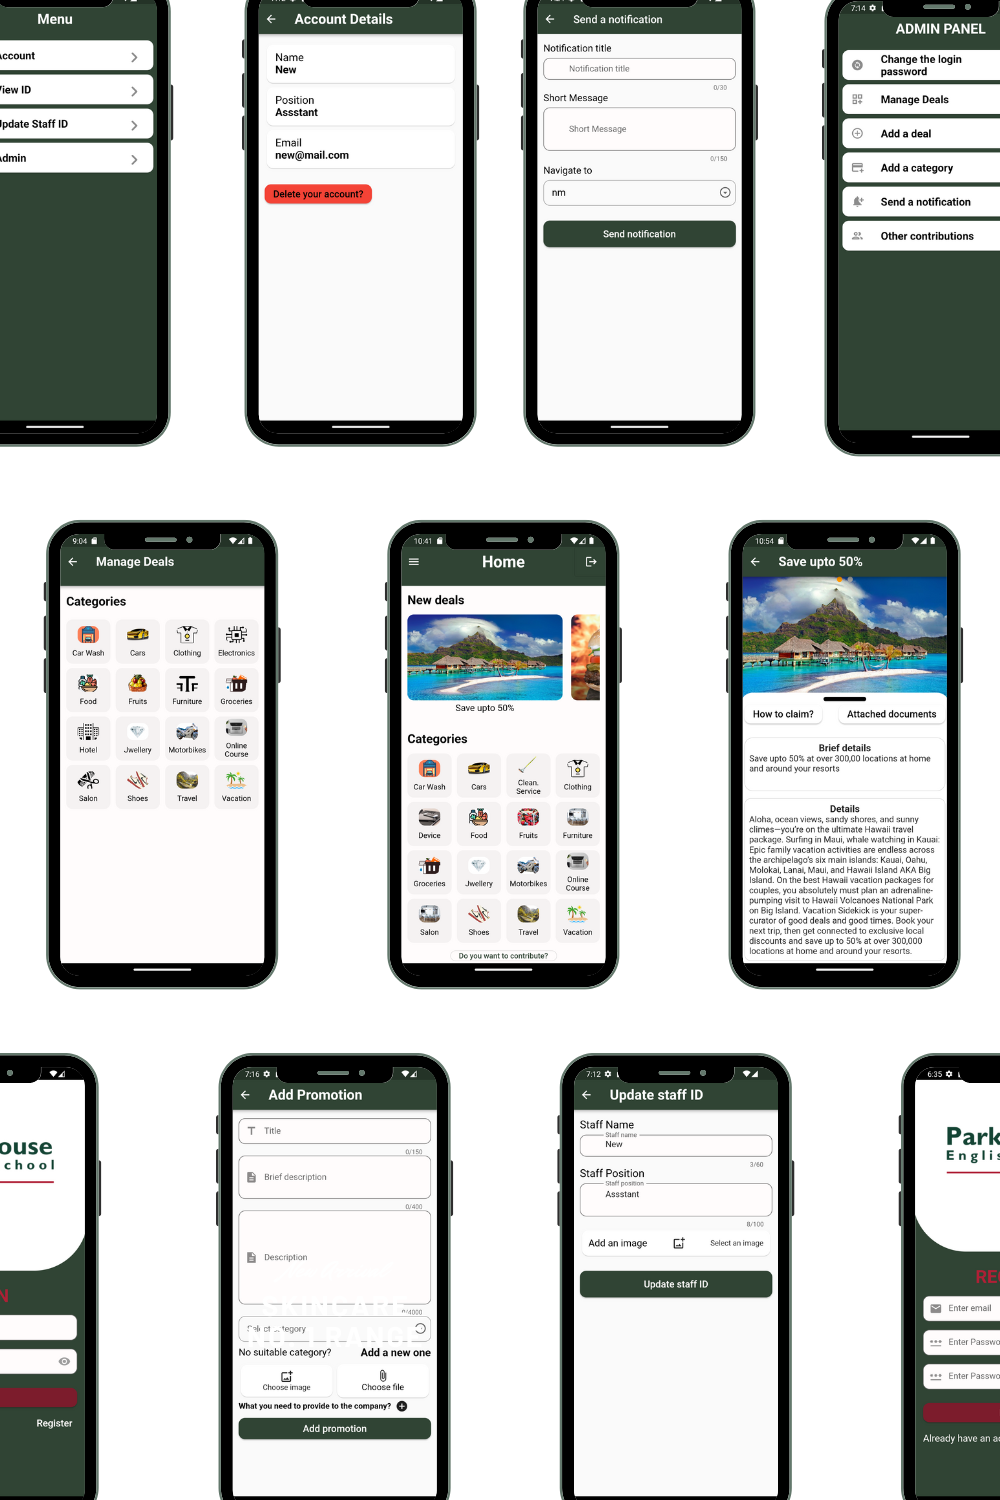 Menu
Account
View ID
Update Staff ID
Admin
Account Details
Name
New
Position
Assstant
Email
new@mail.com
Delete your account?
Send a notification
Notification title
Notification title
0/30
Short Message
Short Message
0/150
Navigate to
nm
Send notification
7:14
ADMIN PANEL
Change the login
password
Manage Deals
Add a deal
Add a category
Send a notification
Other contributions
9:04
Manage Deals
Categories
Car Wash
Cars
Clothing
Electronics
Food
Fruits
Furniture
Groceries
Hotel
Jwellery
Motorbikes
Online
Course
Salon
Shoes
Travel
Vacation
10:41
Home
New deals
Save upto 50%
Categories
Car Wash
Cars
Clean.
Service
Clothing
Device
Food
Fruits
Furniture
Groceries
Jwellery
Motorbikes
Online
Course
Salon
Shoes
Travel
Vacation
Do you want to contribute?
10:54
Save upto 50%
How to claim?
Attached documents
Brief details
Save upto 50% at over 300,00 locations at home
and around your resorts
Details
Aloha, ocean views, sandy shores, and sunny
climes—you're on the ultimate Hawaii travel
package. Surfing in Maui, whale watching in Kauai:
Epic family vacation activities are endless across
the archipelago's six main islands: Kauai, Oahu,
Molokai, Lanai, Maui, and Hawaii Island AKA Big
Island. On the best Hawaii vacation packages for
couples, you absolutely must plan an adrenaline-
pumping visit to Hawaii Volcanoes National Park
on Big Island. Vacation Sidekick is your super-
curator of good deals and good times. Book your
next trip, then get connected to exclusive local
discounts and save up to 50% at over 300,000
locations at home and around your resorts.
ouse
chool
N
Register
7:16
Add Promotion
Title
0/150
Brief description
0/400
Description
0/4000
Select category
No suitable category?
Add a new one
Choose image
Choose file
What you need to provide to the company?
Add promotion
7:12
Update staff ID
Staff Name
Staff name
New
3/60
Staff Position
Staff position
Assstant
8/100
Add an image
Select an image
Update staff ID
6:35
Park
Englis
RE
Enter email
Enter Passwo
Enter Passwo
Already have an ac